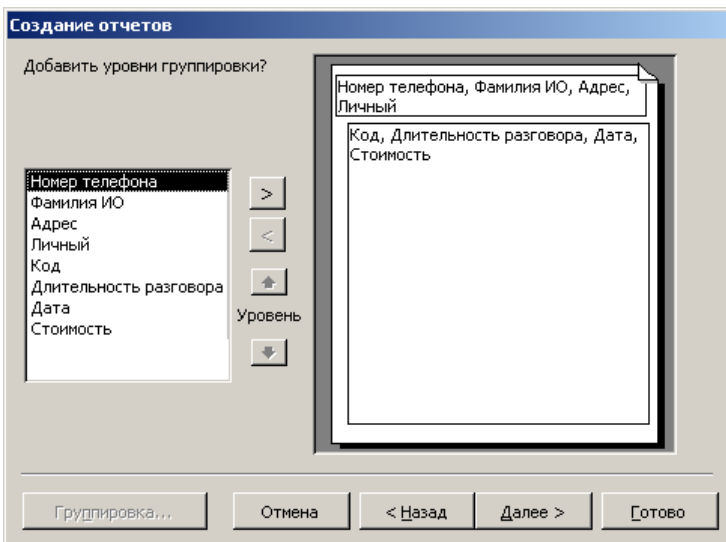 Создание отчетов
Добавить уровни группировки?
Номер телефона
Фамилия ИО
Адрес
Личный
Код
Длительность разговора
Дата
Стоимость
>
<
Уровень
Номер телефона, Фамилия ИО, Адрес,
Личный
Код, Длительность разговора, Дата,
Стоимость
Группировка...
Отмена
< Назад
Далее >
Готово